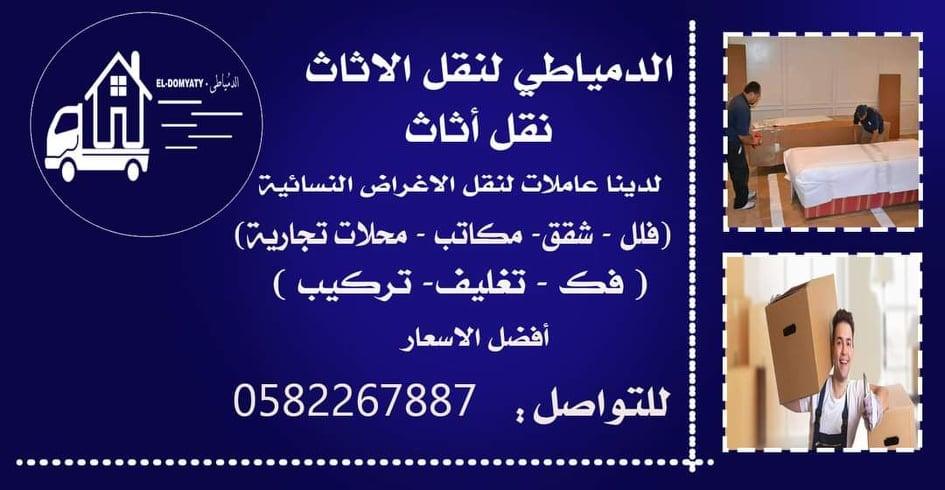 EL-DOMYATY - الدمياطى
الدمياطي لنقل الاثاث
نقل أثاث
لدينا عاملات لنقل الاغراض النسائية
(فلل - شقق- مكاتب - محلات تجارية)
( فك - تغليف- تركيب )
أفضل الاسعار
للتواصل: 0582267887